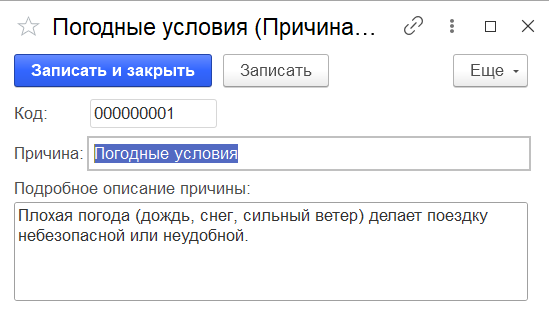 Погодные условия (Причина...
Записать и закрыть
Записать
Еще
Код: 000000001
Причина: Погодные условия
Подробное описание причины:
Плохая погода (дождь, снег, сильный ветер) делает поездку
небезопасной или неудобной.